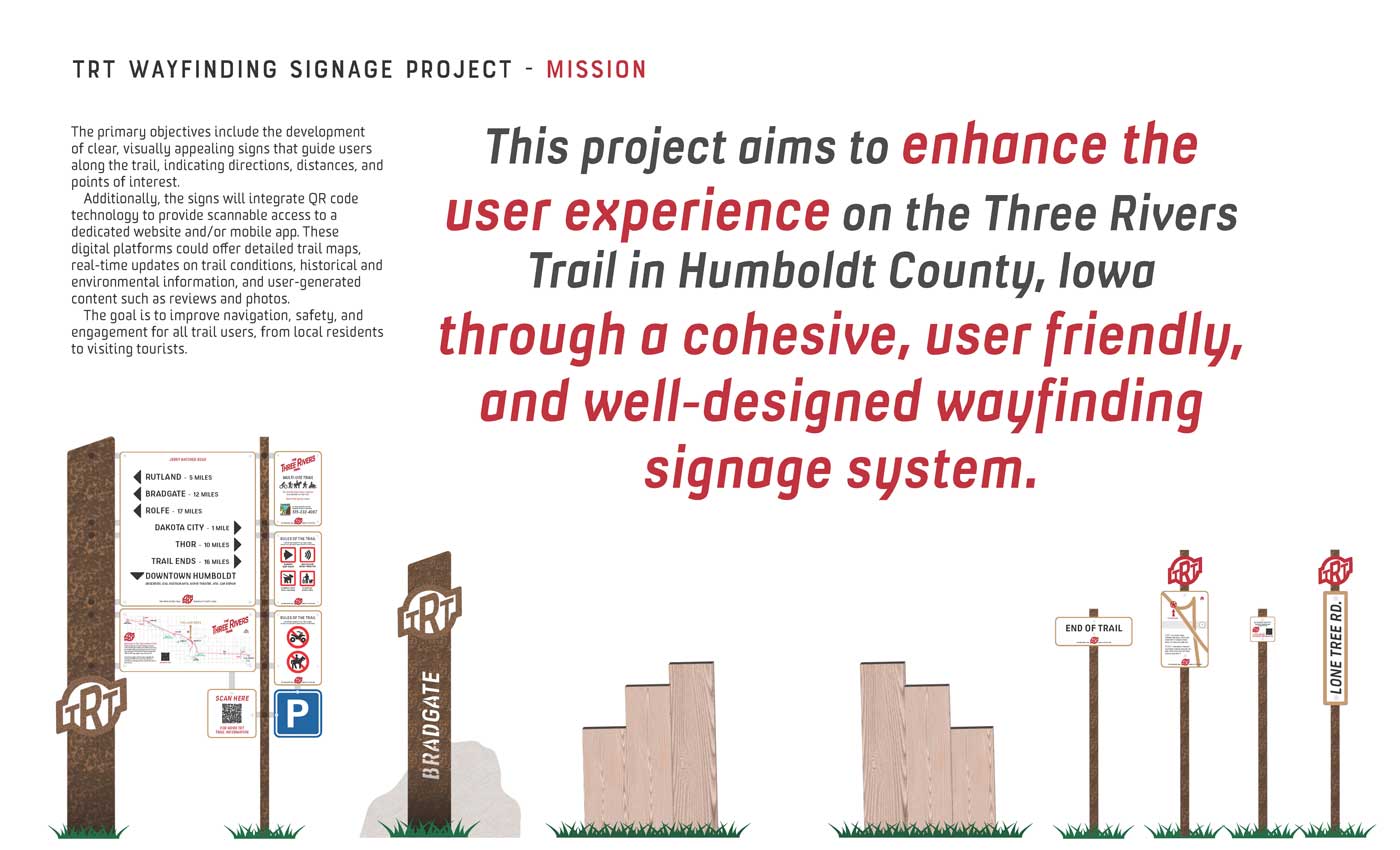 TRT WAYFINDING SIGNAGE PROJECT - MISSION
The primary objectives include the development
of clear, visually appealing signs that guide users
along the trail, indicating directions, distances, and
points of interest.
Additionally, the signs will integrate QR code
technology to provide scannable access to a
dedicated website and/or mobile app. These
digital platforms could offer detailed trail maps,
real-time updates on trail conditions, historical and
environmental information, and user-generated
content such as reviews and photos.
The goal is to improve navigation, safety, and
engagement for all trail users, from local residents
to visiting tourists.
This project aims to enhance the
user experience on the Three Rivers
Trail in Humboldt County, Iowa
through a cohesive, user friendly,
and well-designed wayfinding
signage system.
RUTLAND - 5 MILES
BRADGATE - 12 MILES
ROLFE - 17 MILES
DAKOTA CITY - 1 MILE
THOR - 10 MILES
TRAIL ENDS - 16 MILES
DOWNTOWN HUMBOLDT
THREE RIVERS
MULTI-USE TRAIL
RULES OF THE TRAIL
THREE RIVERS
RULES OF THE TRAIL
SCAN HERE
FOR MORE TRT
TRAIL INFORMATION
P
TRT
TRT
BRADGATE
END OF TRAIL
TRT
TRT
LONE TREE RD.